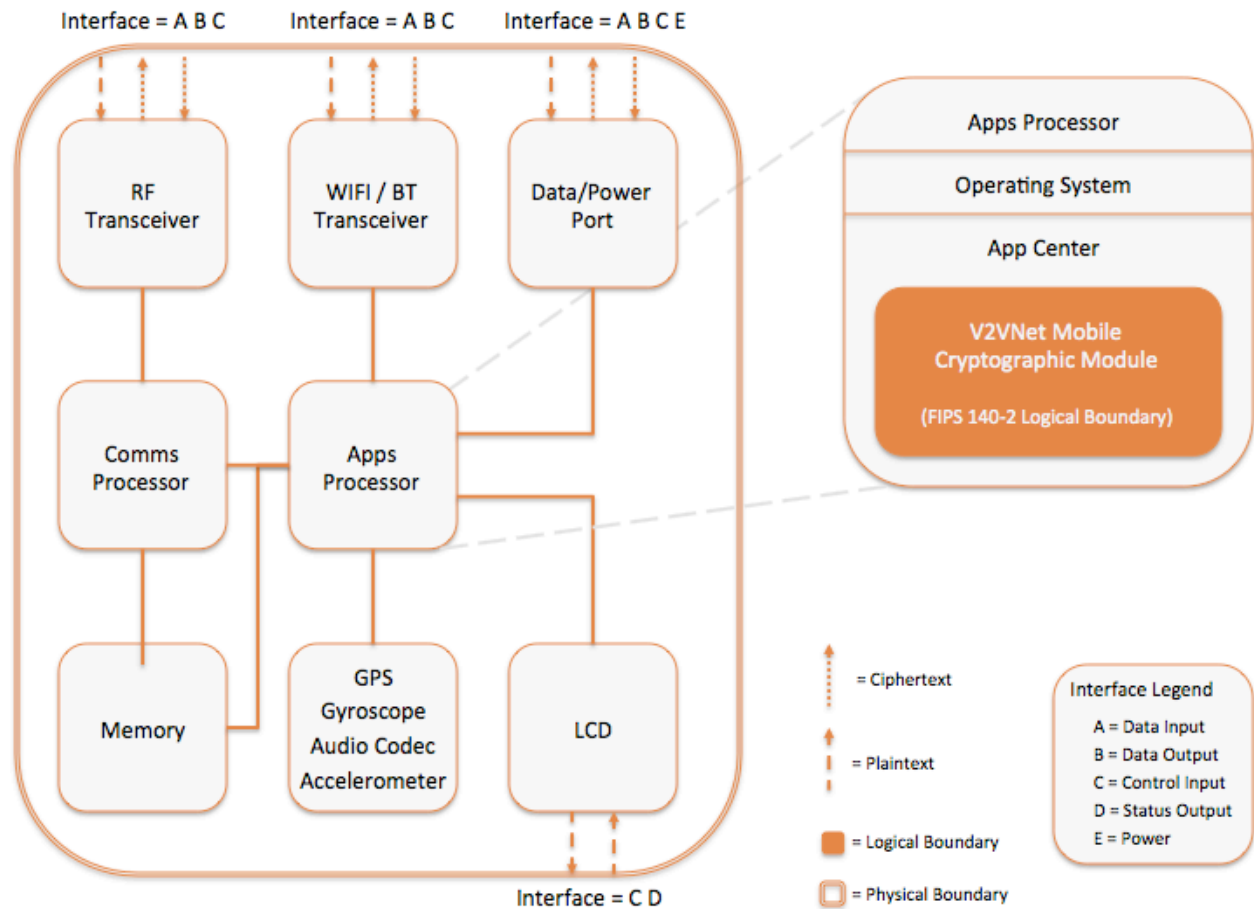 Interface = A B C
Interface = A B C
Interface = A B C E
RF
Transceiver
WIFI / BT
Transceiver
Data/Power
Port
Comms
Processor
Apps
Processor
Memory
GPS
Gyroscope
Audio Codec
Accelerometer
LCD
Interface = C D
Apps Processor
Operating System
App Center
V2VNet Mobile
Cryptographic Module
(FIPS 140-2 Logical Boundary)
= Ciphertext
= Plaintext
= Logical Boundary
= Physical Boundary
Interface Legend
A = Data Input
B = Data Output
C = Control Input
D = Status Output
E = Power